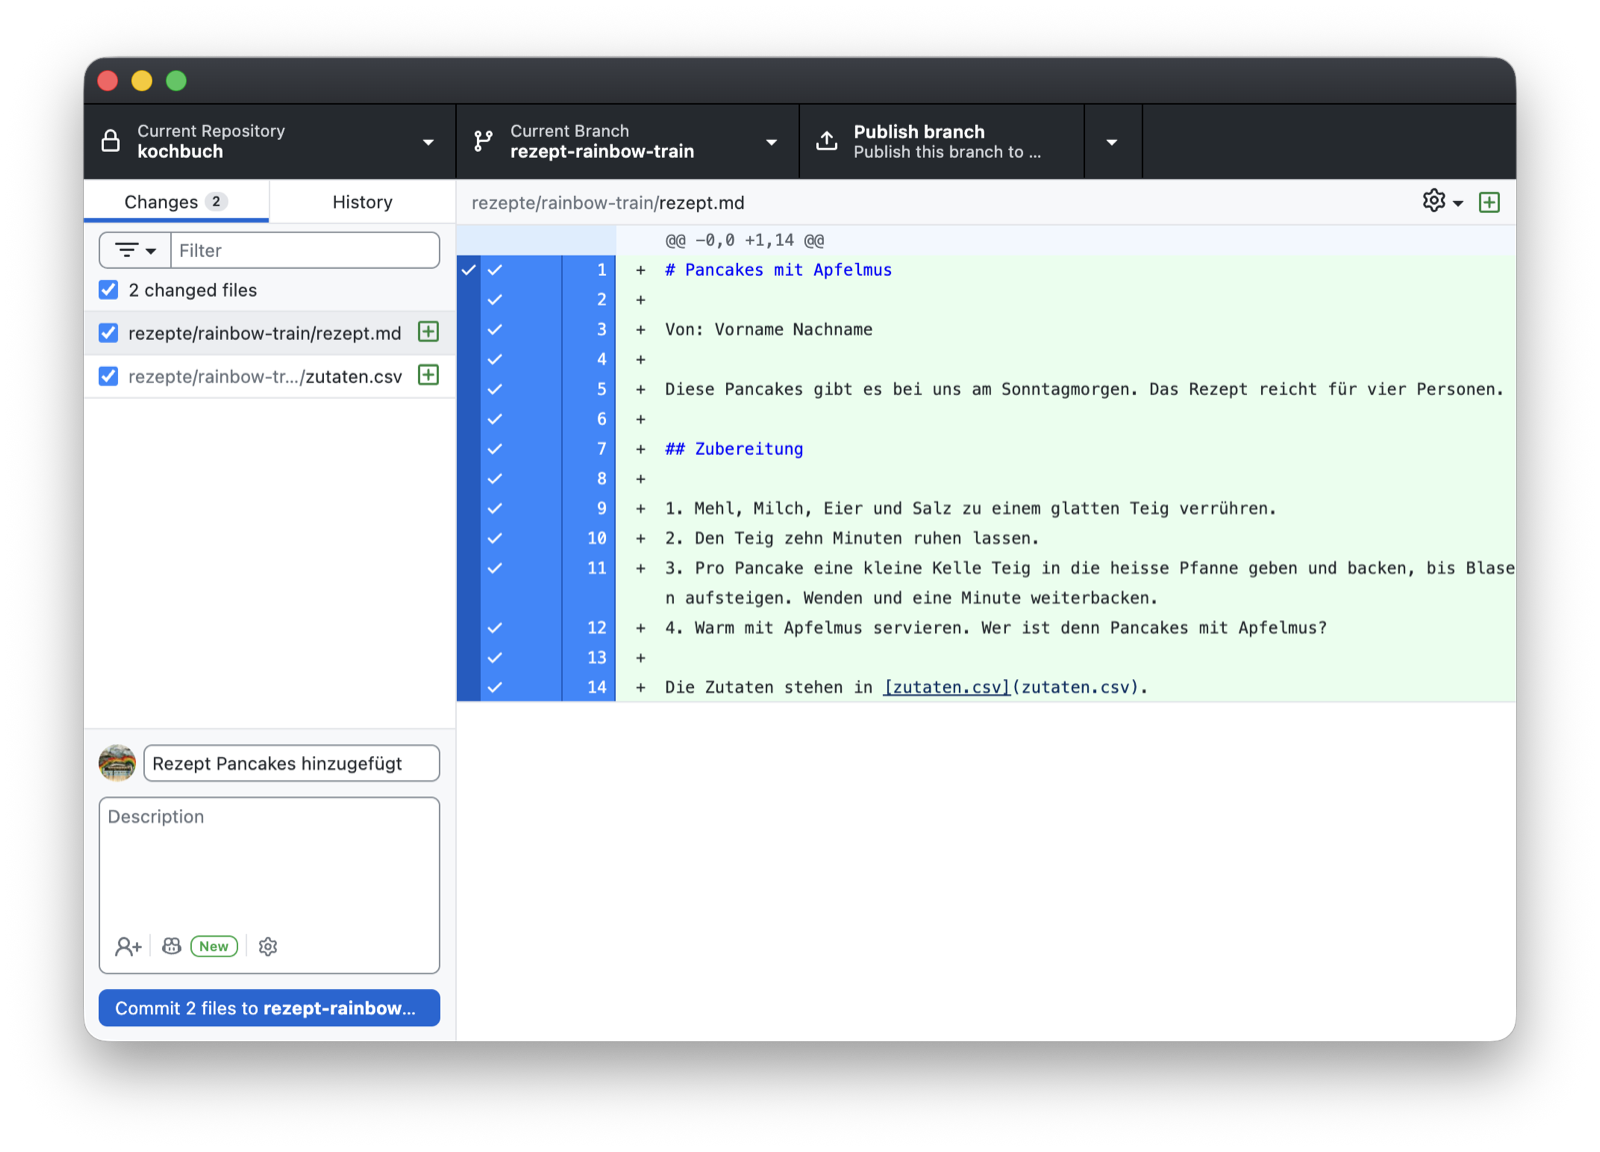 Current Repository
kochbuch
Current Branch
rezept-rainbow-train
Publish branch
Publish this branch to ...
Changes 2
History
Filter
2 changed files
rezepte/rainbow-train/rezept.md
rezepte/rainbow-tr.../zutaten.csv
rezepte/rainbow-train/rezept.md
@@ -0,0 +1,14 @@
1 + # Pancakes mit Apfelmus
2 +
3 + Von: Vorname Nachname
4 +
5 + Diese Pancakes gibt es bei uns am Sonntagmorgen. Das Rezept reicht für vier Personen.
6 +
7 + ## Zubereitung
8 +
9 + 1. Mehl, Milch, Eier und Salz zu einem glatten Teig verrühren.
10 + 2. Den Teig zehn Minuten ruhen lassen.
11 + 3. Pro Pancake eine kleine Kelle Teig in die heisse Pfanne geben und backen, bis Blase
n aufsteigen. Wenden und eine Minute weiterbacken.
12 + 4. Warm mit Apfelmus servieren. Wer ist denn Pancakes mit Apfelmus?
13 +
14 + Die Zutaten stehen in [zutaten.csv](zutaten.csv).
Rezept Pancakes hinzugefügt
Description
New
Commit 2 files to rezept-rainbow...